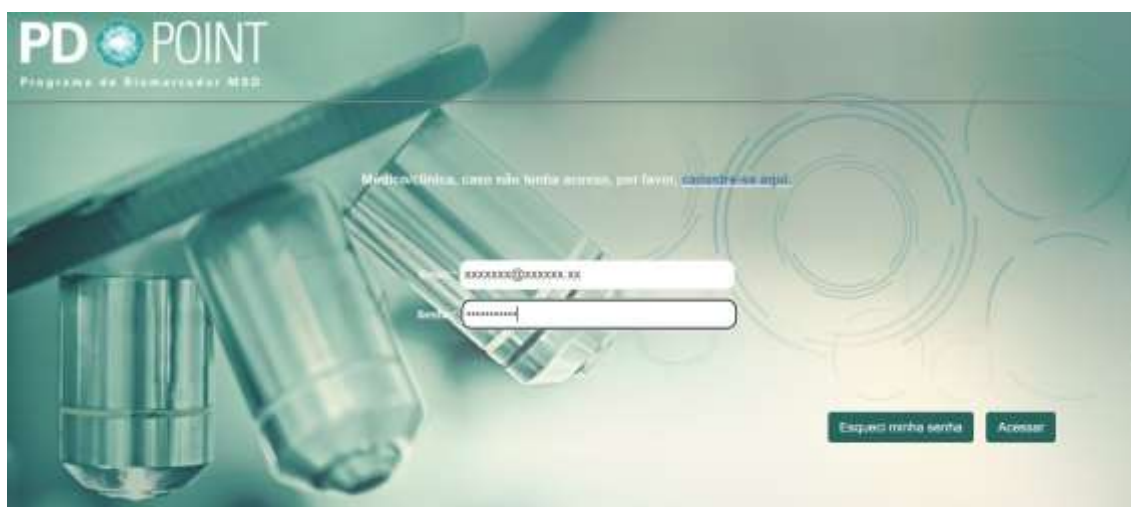 PD POINT
Programa de Biomarcador MSD
Médico/clínica, caso não tenha acesso, por favor, cadastre-se aqui.
xxxxxxx@xxxxxx.xx
Senha:
Esqueci minha senha
Acessar